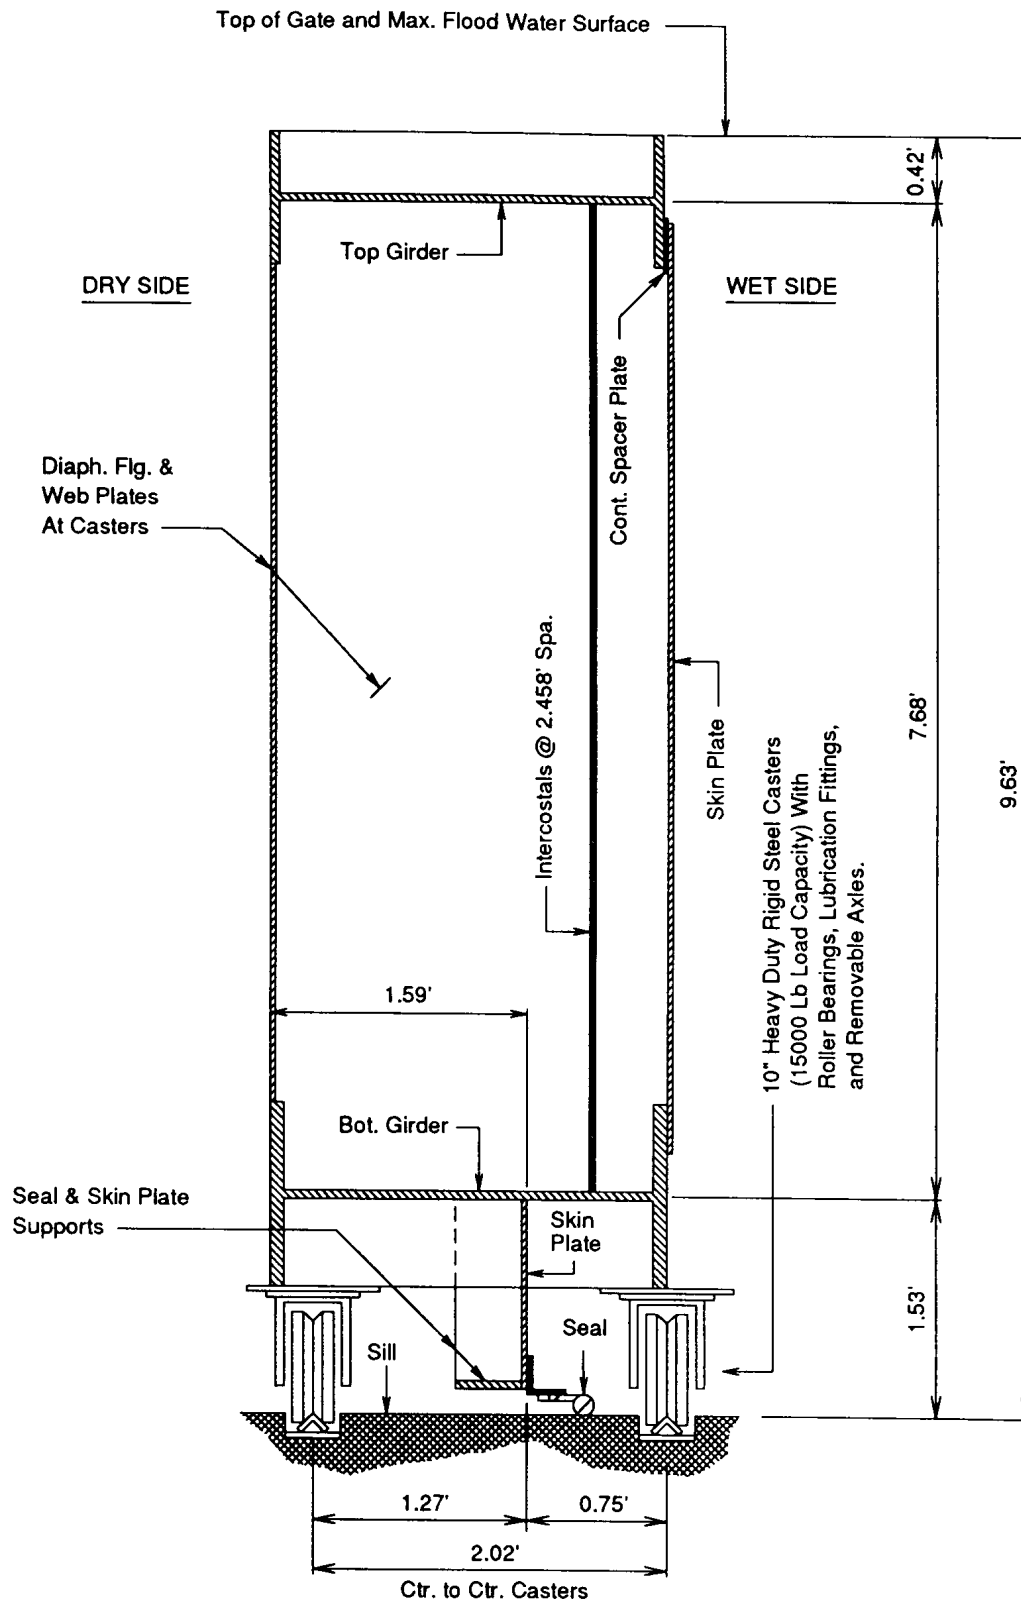 Top of Gate and Max. Flood Water Surface
0.42'
Top Girder
DRY SIDE
WET SIDE
Cont. Spacer Plate
Diaph. Flg. &
Web Plates
At Casters
Intercostals @ 2.458' Spa.
Skin Plate
7.68'
9.63'
10" Heavy Duty Rigid Steel Casters
(15000 Lb Load Capacity) With
Roller Bearings, Lubrication Fittings,
and Removable Axles.
1.59'
Bot. Girder
Seal & Skin Plate
Supports
Skin
Plate
1.53'
Seal
Sill
1.27'
0.75'
2.02'
Ctr. to Ctr. Casters